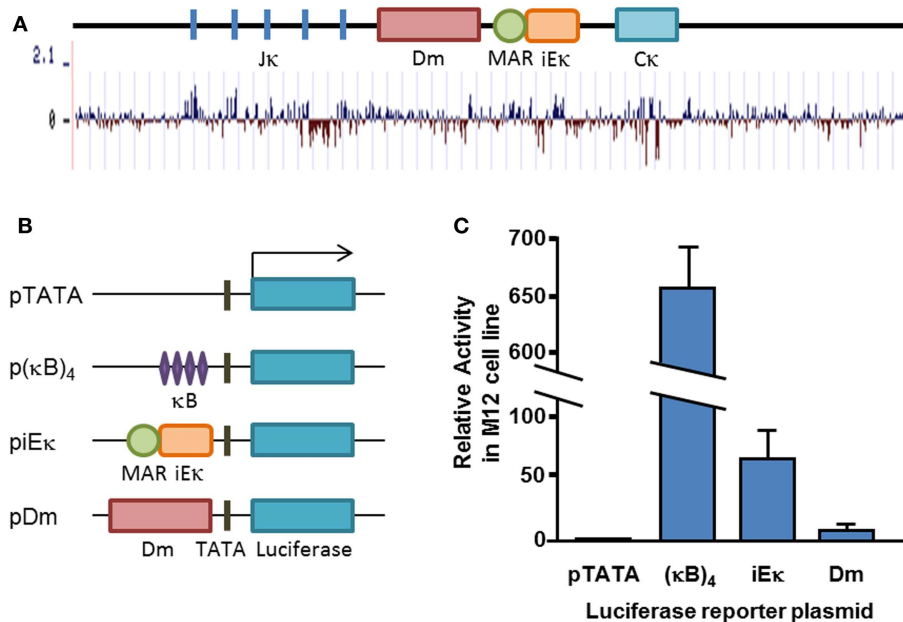 A
Jκ
Dm
MAR iEκ
Cκ
2.1
0
B
pTATA
p(κB)4
κB
piEκ
MAR iEκ
pDm
Dm
TATA
Luciferase
C
Relative Activity
in M12 cell line
700
650
600
100
50
0
pTATA
(κB)4
iEκ
Dm
Luciferase reporter plasmid